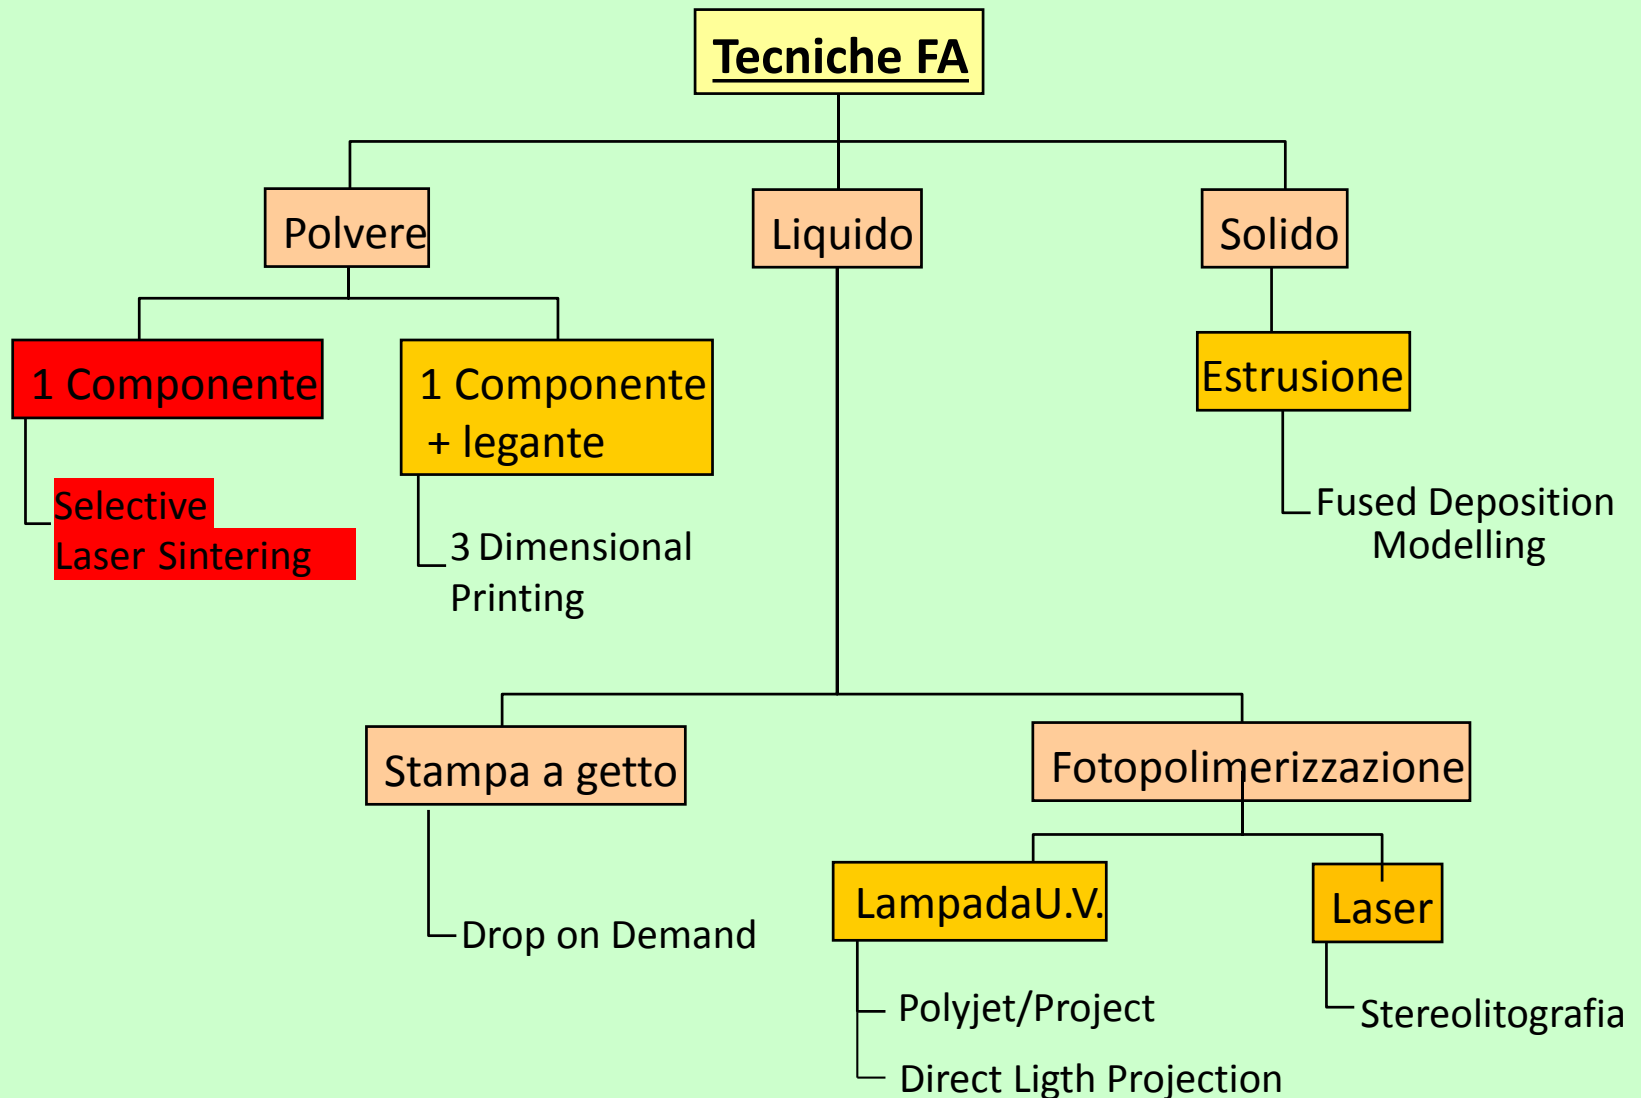 Tecniche FA
Polvere
Liquido
Solido
1 Componente
1 Componente
+ legante
Estrusione
Selective
Laser Sintering
3 Dimensional
Printing
Fused Deposition
Modelling
Stampa a getto
Fotopolimerizzazione
LampadaU.V.
Laser
Drop on Demand
Polyjet/Project
Stereolitografia
Direct Ligth Projection